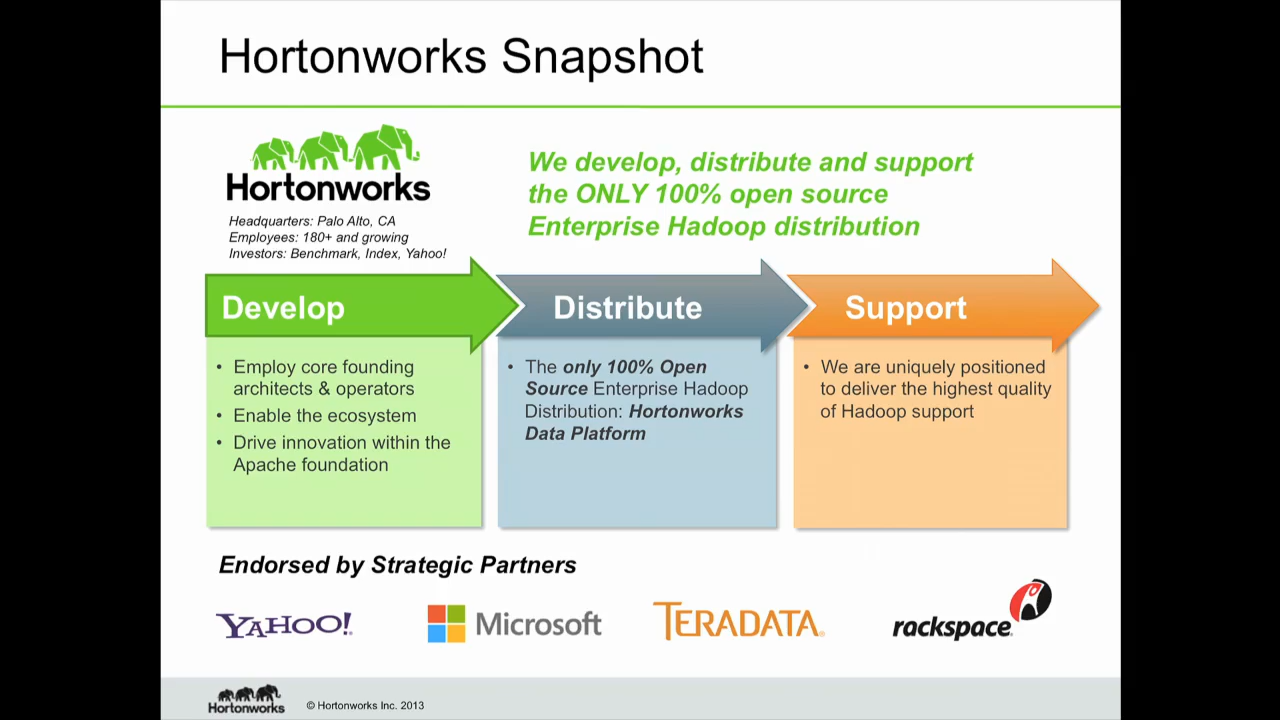 Hortonworks Snapshot
Hortonworks
Headquarters: Palo Alto, CA
Employees: 180+ and growing
Investors: Benchmark, Index, Yahoo!
We develop, distribute and support
the ONLY 100% open source
Enterprise Hadoop distribution
Develop
• Employ core founding
architects & operators
• Enable the ecosystem
• Drive innovation within the
Apache foundation
Distribute
• The only 100% Open
Source Enterprise Hadoop
Distribution: Hortonworks
Data Platform
Support
• We are uniquely positioned
to deliver the highest quality
of Hadoop support
Endorsed by Strategic Partners
YAHOO!
Microsoft
TERADATA
rackspace
Hortonworks
© Hortonworks Inc. 2013